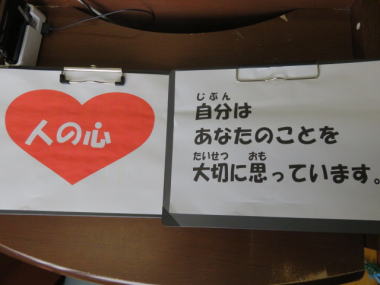 人の心
じぶん
自分は
あなたのことを
たいせつ おも
大切に思っています。